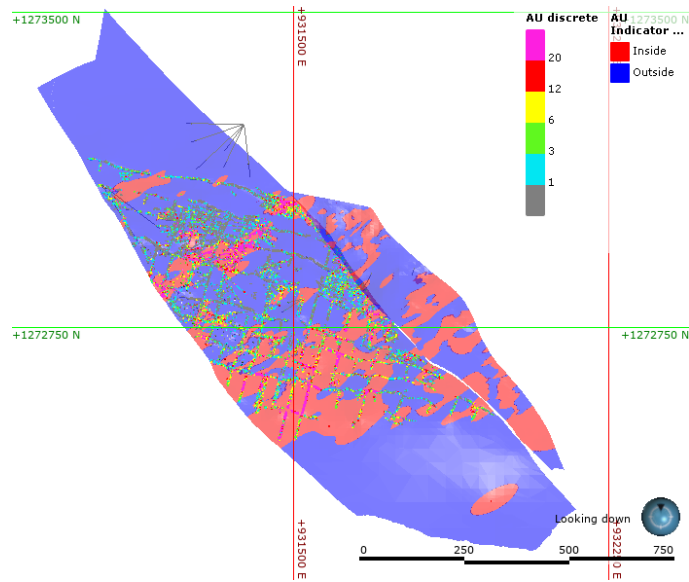 +1273500 N
+931500 E
AU discrete
20
12
6
3
1
AU
Indicator ...
Inside
Outside
+1273500 N
+1272750 N
+1272750 N
+931500 E
Looking down
0
250
500
750